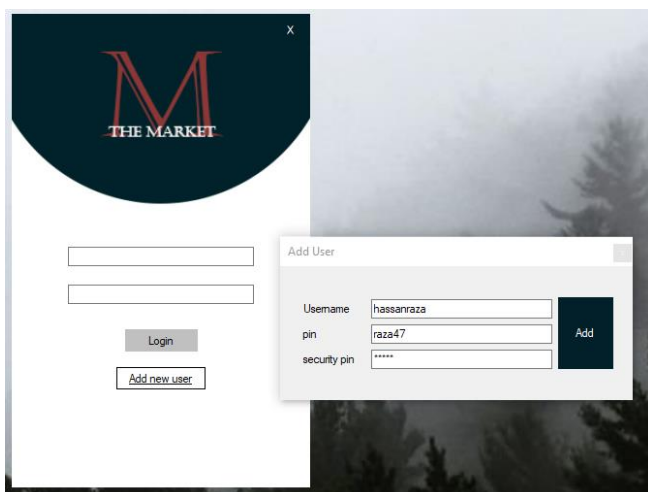 X
M
THE MARKET
Login
Add new user
Add User
x
Username hassanraza
pin raza47
security pin *****
Add